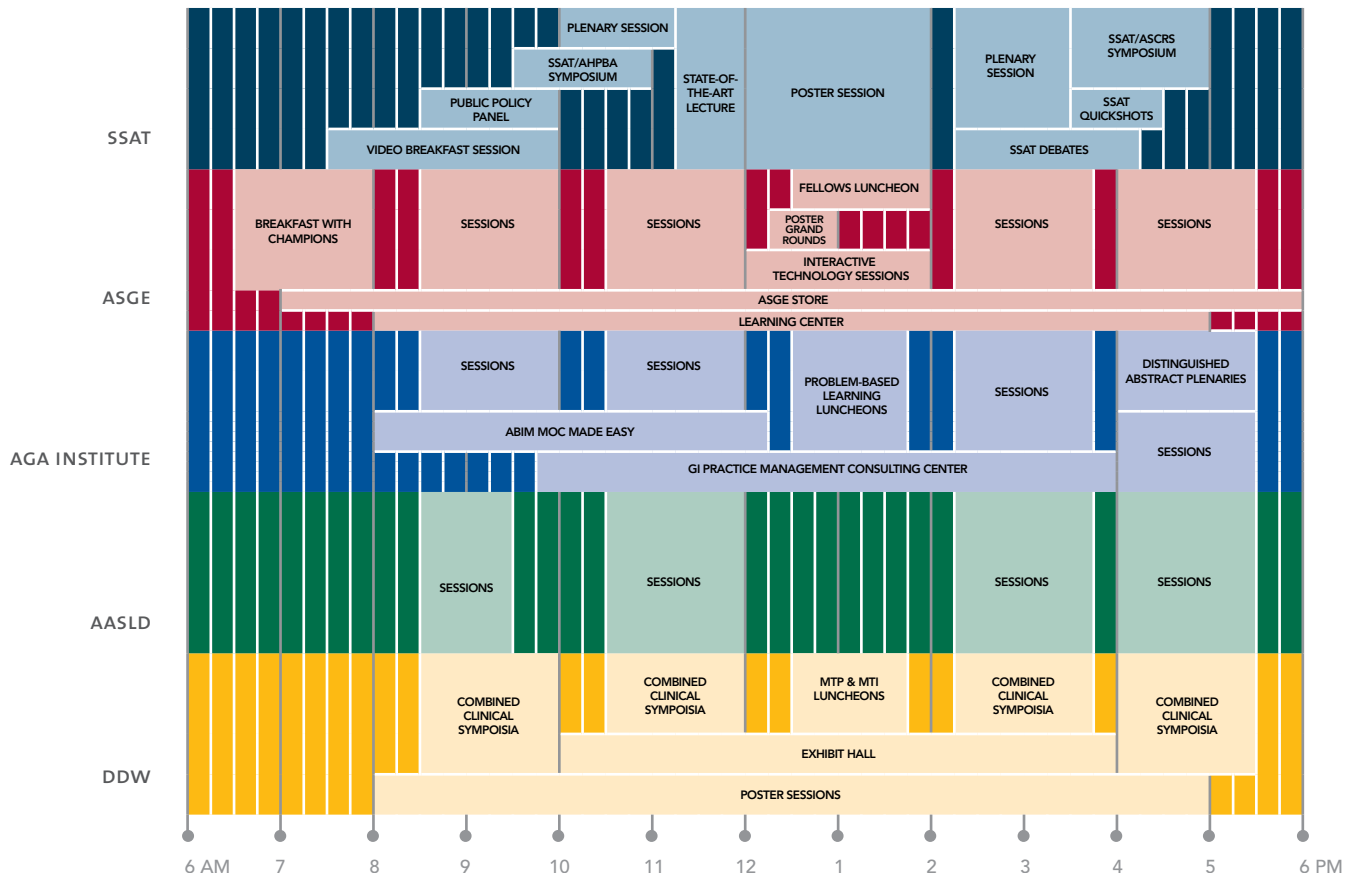 PLENARY SESSION
SSAT/AHPBA
SYMPOSIUM
PUBLIC POLICY
PANEL
VIDEO BREAKFAST SESSION
STATE-OF-
THE-ART
LECTURE
POSTER SESSION
PLENARY
SESSION
SSAT/ASCRS
SYMPOSIUM
SSAT
QUICKSHOTS
SSAT DEBATES
SSAT
BREAKFAST WITH
CHAMPIONS
SESSIONS
SESSIONS
FELLOWS LUNCHEON
POSTER
GRAND
ROUNDS
INTERACTIVE
TECHNOLOGY SESSIONS
SESSIONS
SESSIONS
ASGE
ASGE STORE
LEARNING CENTER
SESSIONS
SESSIONS
PROBLEM-BASED
LEARNING
LUNCHEONS
SESSIONS
DISTINGUISHED
ABSTRACT PLENARIES
ABIM MOC MADE EASY
SESSIONS
AGA INSTITUTE
GI PRACTICE MANAGEMENT CONSULTING CENTER
SESSIONS
SESSIONS
SESSIONS
SESSIONS
AASLD
COMBINED
CLINICAL
SYMPOISIA
COMBINED
CLINICAL
SYMPOISIA
MTP & MTI
LUNCHEONS
COMBINED
CLINICAL
SYMPOISIA
COMBINED
CLINICAL
SYMPOISIA
EXHIBIT HALL
DDW
POSTER SESSIONS
6 AM 7 8 9 10 11 12 1 2 3 4 5 6 PM